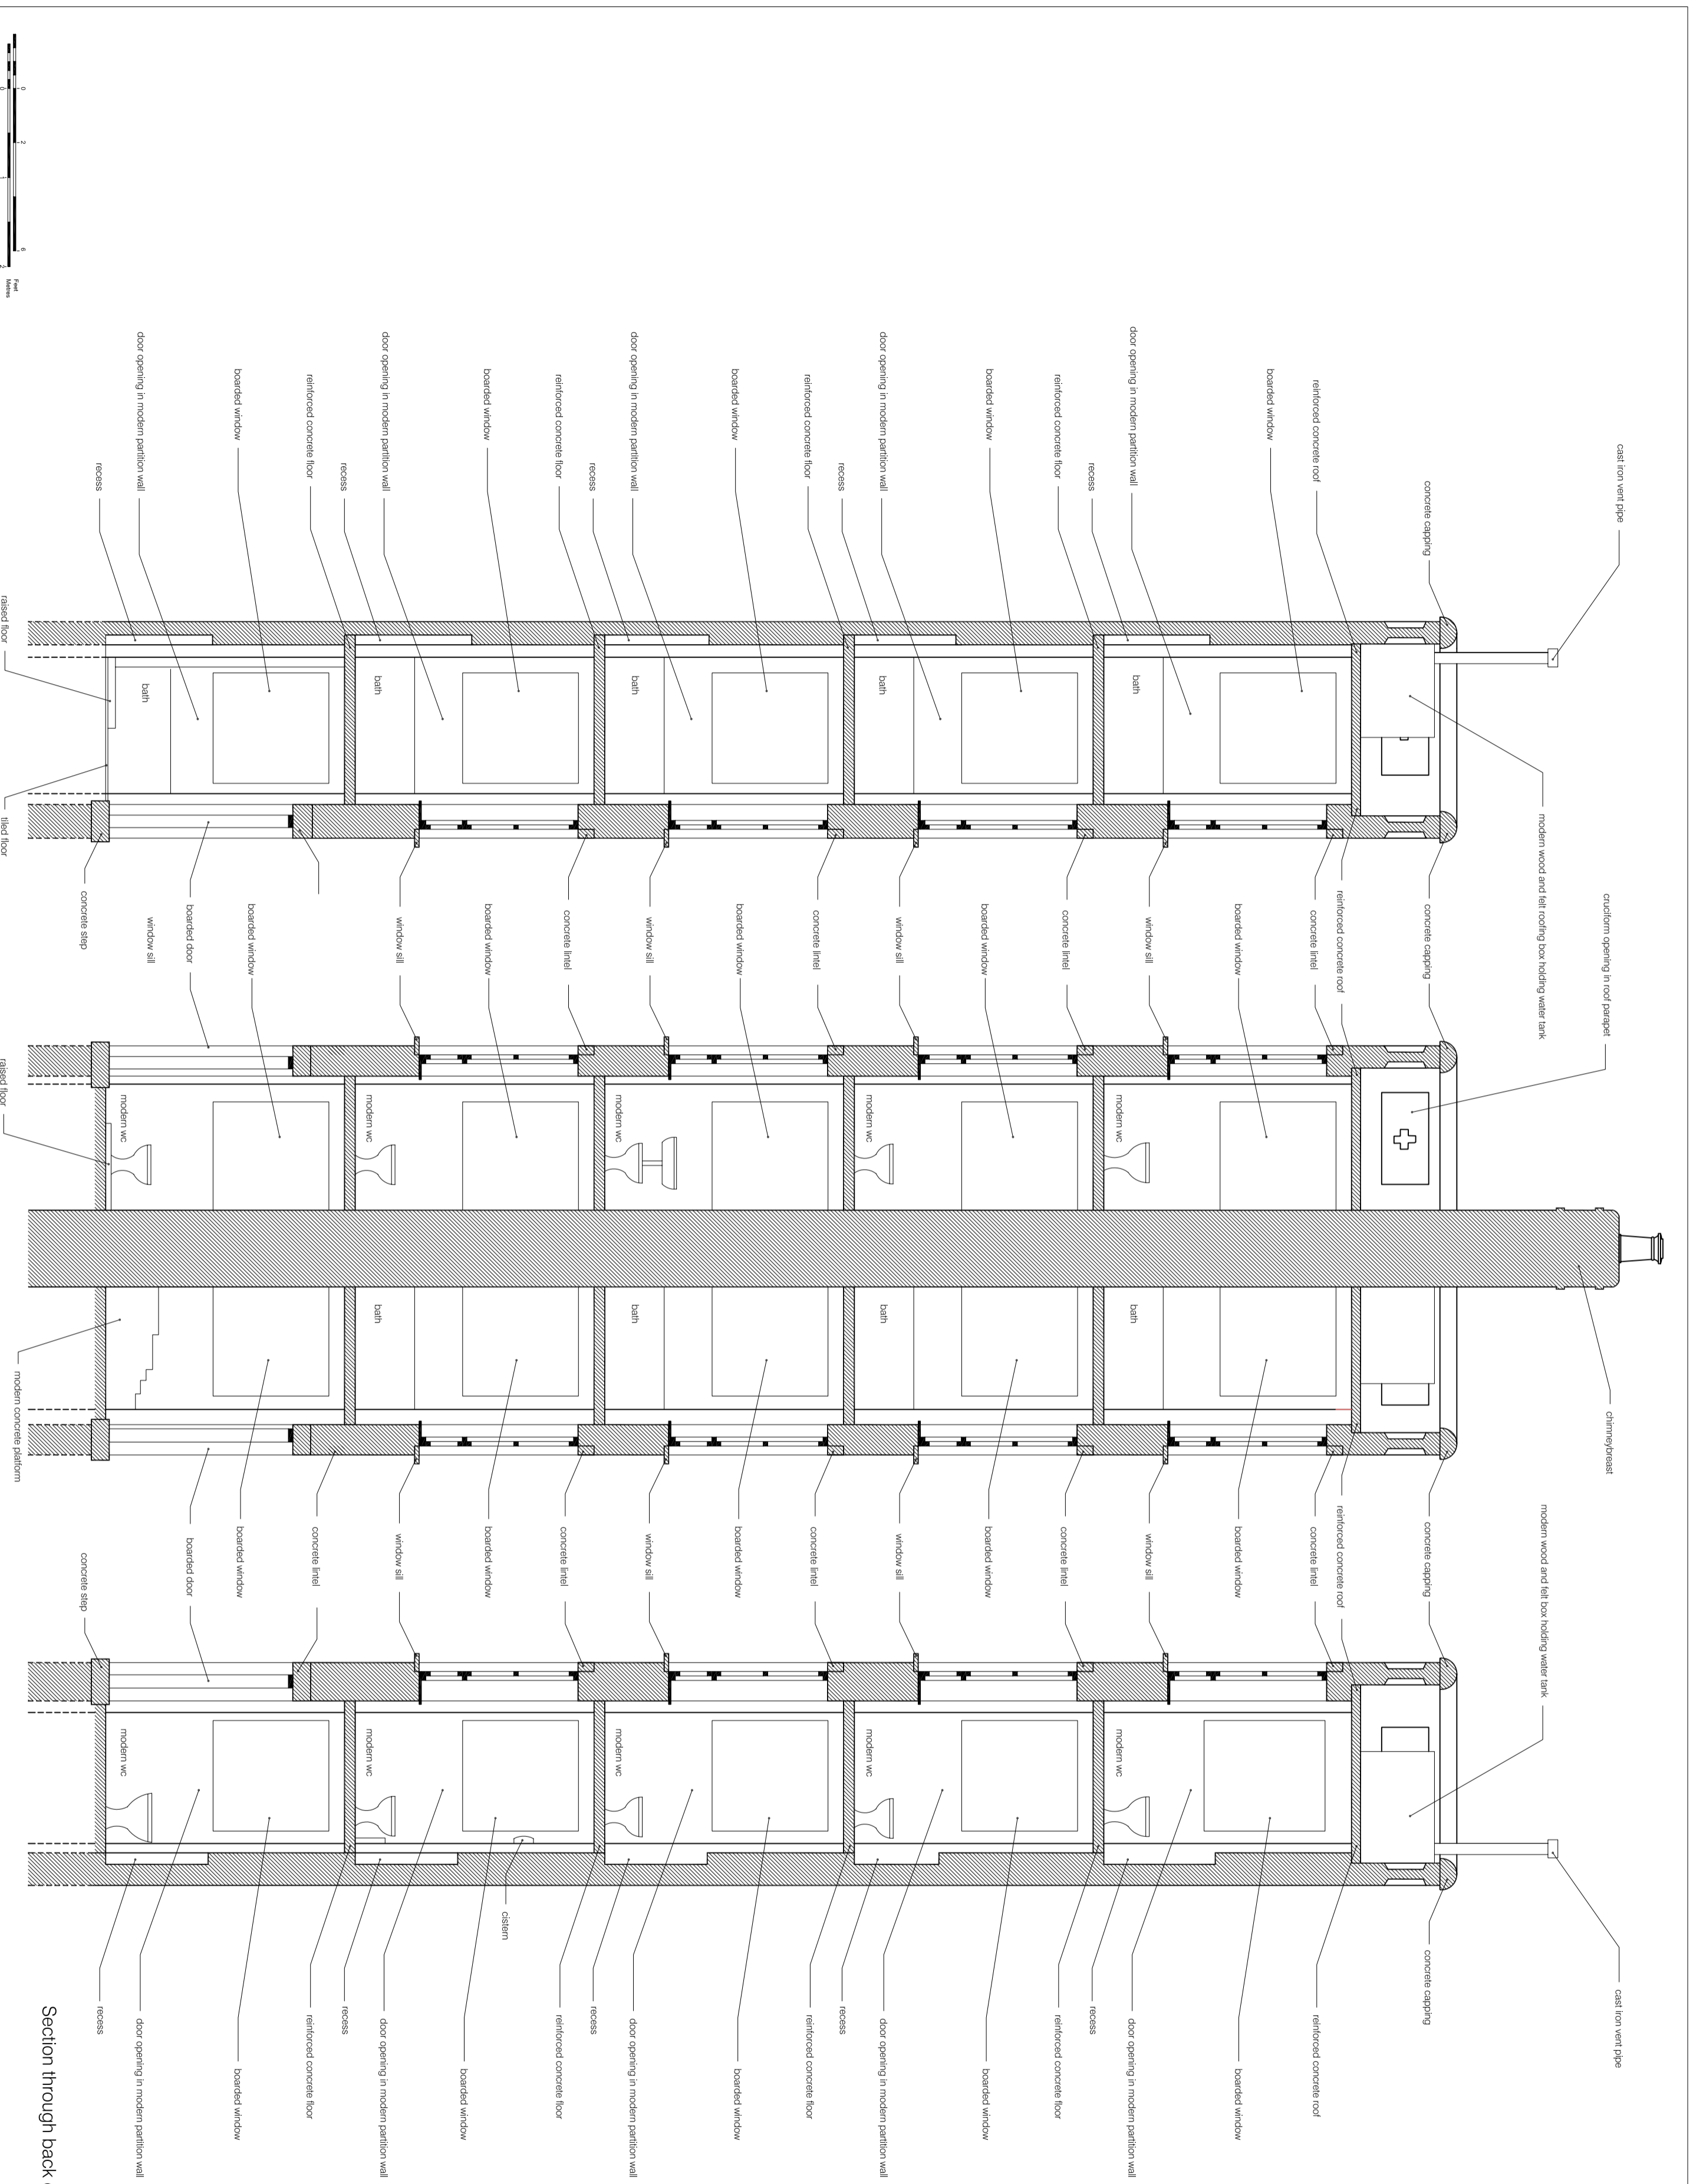 cast iron vent pipe
cast iron vent pipe
chimneybreast
cruciform opening in roof parapet
modern wood and felt roofing box holding water tank
modern wood and felt box holding water tank
concrete capping
concrete capping
concrete capping
concrete capping
reinforced concrete roof
reinforced concrete roof
reinforced concrete roof
concrete lintel
concrete lintel
reinforced concrete roof
boarded window
boarded window
boarded window
boarded window
window sill
window sill
door opening in modern partition wall
bath
modern wc
bath
modern wc
door opening in modern partition wall
recess
recess
concrete lintel
concrete lintel
reinforced concrete floor
reinforced concrete floor
boarded window
boarded window
boarded window
boarded window
window sill
window sill
door opening in modern partition wall
bath
modern wc
bath
modern wc
door opening in modern partition wall
recess
recess
concrete lintel
concrete lintel
reinforced concrete floor
reinforced concrete floor
boarded window
boarded window
boarded window
boarded window
window sill
window sill
door opening in modern partition wall
bath
modern wc
bath
modern wc
door opening in modern partition wall
recess
recess
concrete lintel
concrete lintel
reinforced concrete floor
reinforced concrete floor
cistern
boarded window
boarded window
boarded window
boarded window
window sill
window sill
door opening in modern partition wall
bath
modern wc
bath
modern wc
door opening in modern partition wall
recess
recess
concrete lintel
reinforced concrete floor
reinforced concrete floor
boarded window
boarded window
boarded window
boarded window
boarded door
boarded door
window sill
door opening in modern partition wall
bath
modern wc
modern wc
door opening in modern partition wall
recess
recess
concrete step
concrete step
modern concrete platform
raised floor
tiled floor
raised floor
Section through back
0 2 6 Feet
0 1 2 Metres